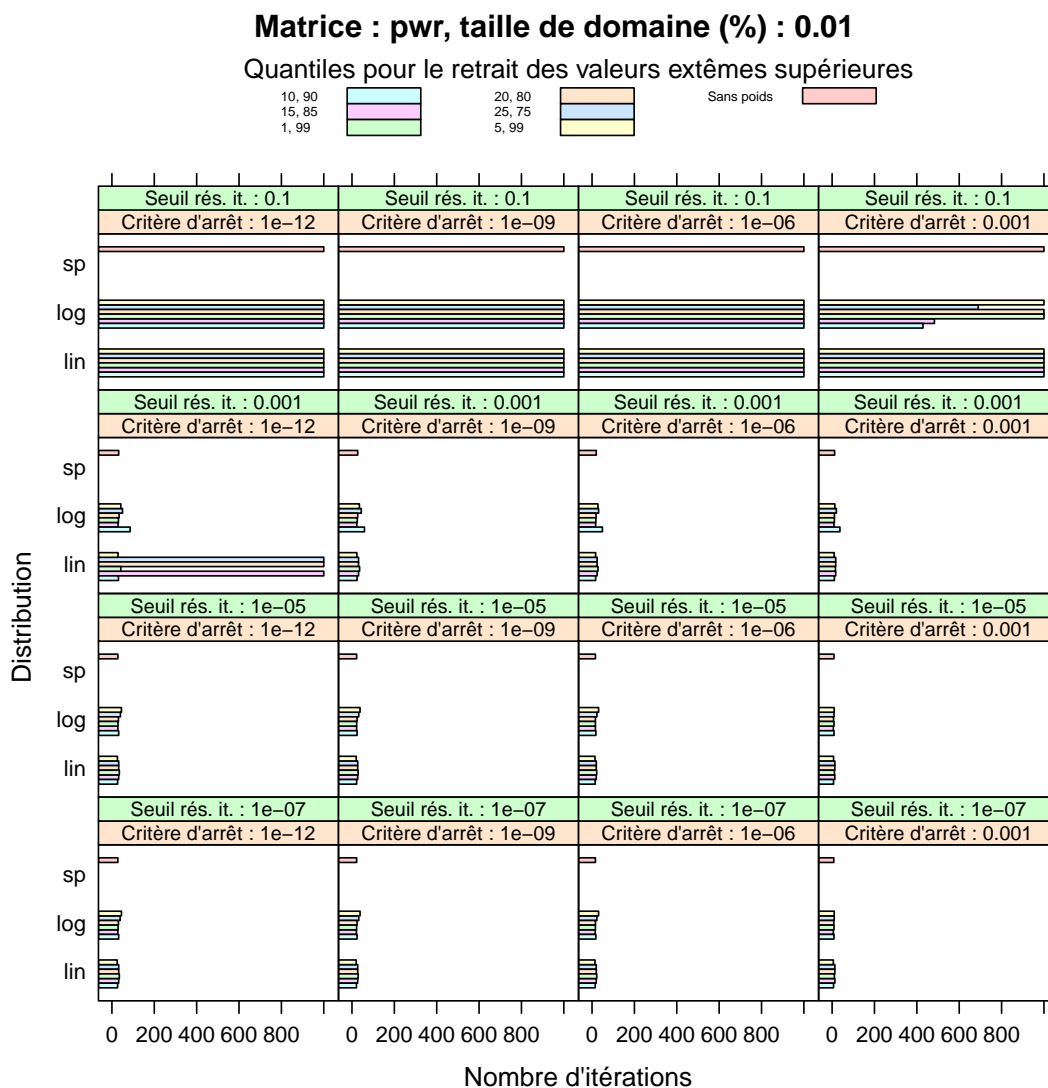 Matrice : pwr, taille de domaine (%) : 0.01
Quantiles pour le retrait des valeurs extêmes supérieures
10, 90 20, 80 Sans poids
15, 85 25, 75
1, 99 5, 99
Seuil rés. it. : 0.1 Seuil rés. it. : 0.1 Seuil rés. it. : 0.1 Seuil rés. it. : 0.1
Critère d'arrêt : 1e−12 Critère d'arrêt : 1e−09 Critère d'arrêt : 1e−06 Critère d'arrêt : 0.001
sp
log
lin
Seuil rés. it. : 0.001 Seuil rés. it. : 0.001 Seuil rés. it. : 0.001 Seuil rés. it. : 0.001
Critère d'arrêt : 1e−12 Critère d'arrêt : 1e−09 Critère d'arrêt : 1e−06 Critère d'arrêt : 0.001
sp
log
lin
Distribution
Seuil rés. it. : 1e−05 Seuil rés. it. : 1e−05 Seuil rés. it. : 1e−05 Seuil rés. it. : 1e−05
Critère d'arrêt : 1e−12 Critère d'arrêt : 1e−09 Critère d'arrêt : 1e−06 Critère d'arrêt : 0.001
sp
log
lin
Seuil rés. it. : 1e−07 Seuil rés. it. : 1e−07 Seuil rés. it. : 1e−07 Seuil rés. it. : 1e−07
Critère d'arrêt : 1e−12 Critère d'arrêt : 1e−09 Critère d'arrêt : 1e−06 Critère d'arrêt : 0.001
sp
log
lin
0 200 400 600 800 0 200 400 600 800 0 200 400 600 800 0 200 400 600 800
Nombre d'itérations